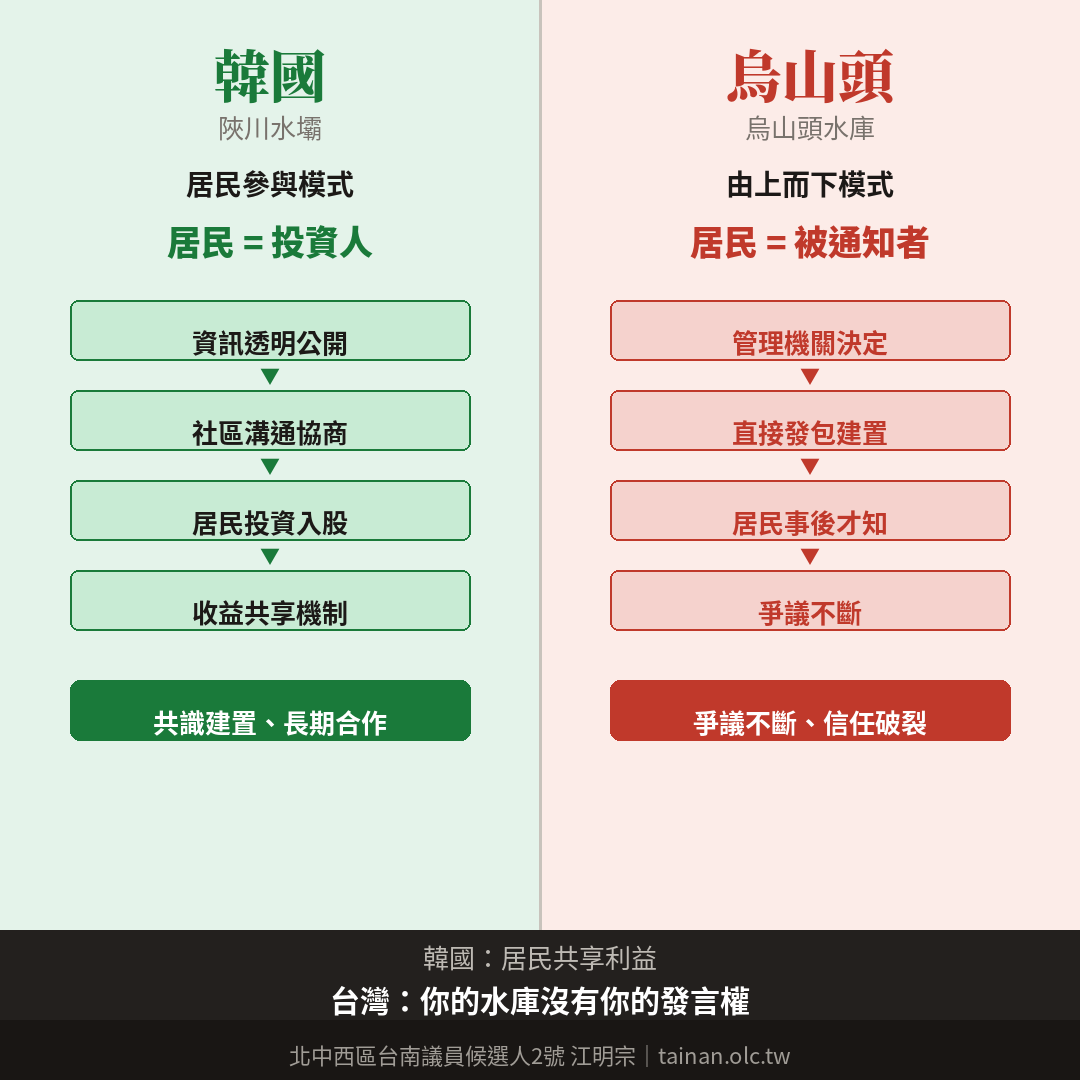 韓國
陜川水壩
居民參與模式
居民 = 投資人
資訊透明公開
▼
社區溝通協商
▼
居民投資入股
▼
收益共享機制
共識建置、長期合作
烏山頭
烏山頭水庫
由上而下模式
居民 = 被通知者
管理機關決定
▼
直接發包建置
▼
居民事後才知
▼
爭議不斷
爭議不斷、信任破裂
韓國：居民共享利益
台灣：你的水庫沒有你的發言權
北中西區台南議員候選人2號 江明宗｜tainan.olc.tw